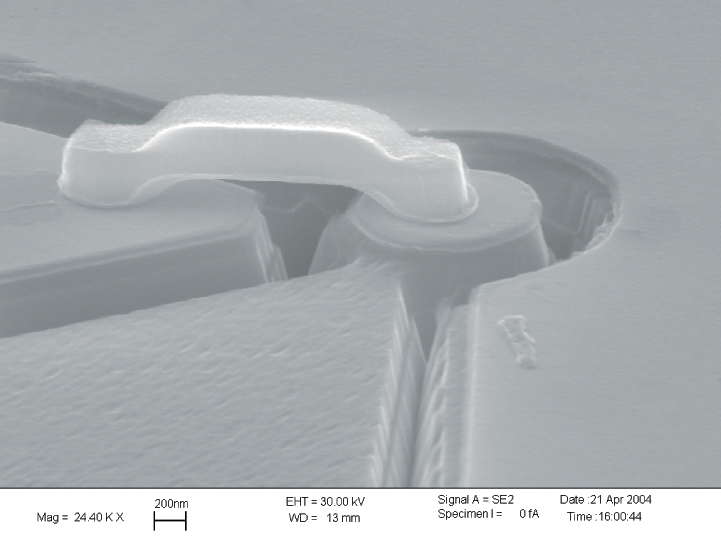 200nm
Mag = 24.40 K X
EHT = 30.00 kV
WD = 13 mm
Signal A = SE2
Specimen I = 0 fA
Date :21 Apr 2004
Time :16:00:44